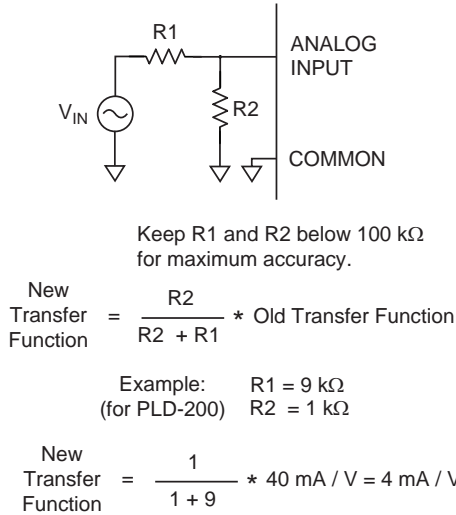 R1
ANALOG
INPUT
V_IN
R2
COMMON
Keep R1 and R2 below 100 kΩ
for maximum accuracy.
New
Transfer
Function
=
R2
R2 + R1
* Old Transfer Function
Example:
(for PLD-200)
R1 = 9 kΩ
R2 = 1 kΩ
New
Transfer
Function
=
1
1 + 9
* 40 mA / V = 4 mA / V